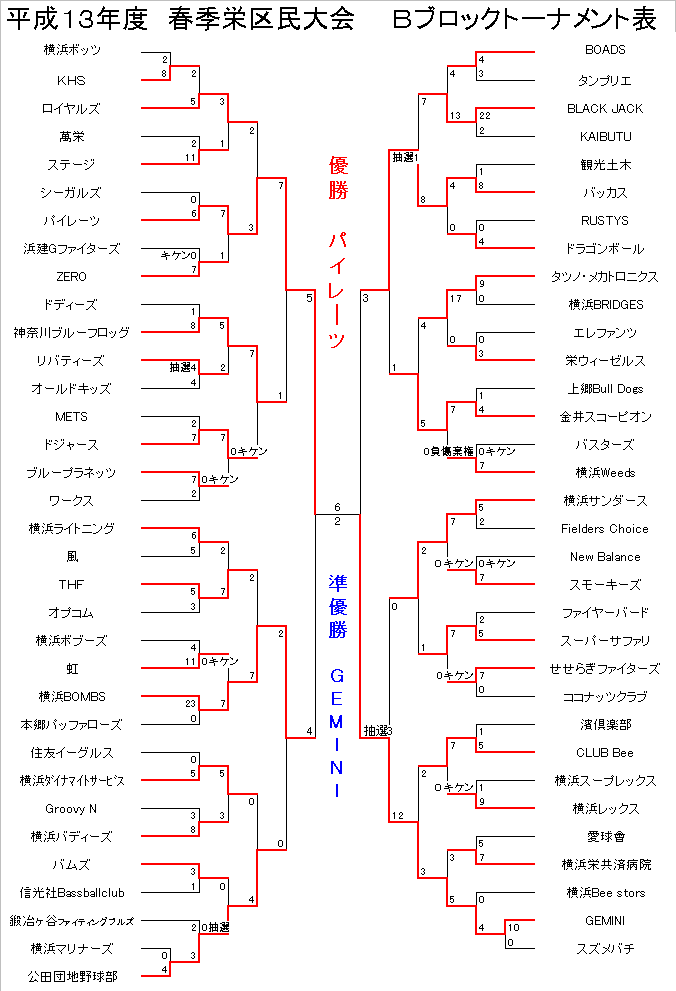 平成１３年度　春季栄区民大会　Ｂブロックトーナメント表
横浜ボッツ
KHS
ロイヤルズ
萬栄
ステージ
シーガルズ
パイレーツ
浜建Gファイターズ
ZERO
ドディーズ
神奈川ブルーフロッグ
リバティーズ
オールドキッズ
METS
ドジャース
ブループラネッツ
ワークス
横浜ライトニング
風
THF
オプコム
横浜ボブーズ
虹
横浜BOMBS
本郷バッファローズ
住友イーグルス
横浜ダイナマイトサービス
Groovy N
横浜バディーズ
バムズ
信光社Bassballclub
鍛冶ヶ谷ファイティングブルズ
横浜マリナーズ
公田団地野球部
2
8
2
5
3
2
11
1
2
0
6
7
キケン0
7
1
3
7
1
8
5
抽選4
4
2
7
2
7
7
0キケン
7
2
0キケン
1
5
6
5
2
5
3
7
2
4
11
0キケン
23
0
7
7
2
0
5
5
3
8
3
0
3
1
0
2
0抽選
0
4
3
4
0
4
6
2
優勝　パイレーツ
準優勝　GEMINI
BOADS
タンプリエ
BLACK JACK
KAIBUTU
観光土木
バッカス
RUSTYS
ドラゴンボール
タツノ・メカトロニクス
横浜BRIDGES
エレファンツ
栄ウィーゼルス
上郷Bull Dogs
金井スコーピオン
バスターズ
横浜Weeds
横浜サンダース
Fielders Choice
New Balance
スモーキーズ
ファイヤーバード
スーパーサファリ
せせらぎファイターズ
ココナッツクラブ
濱倶楽部
CLUB Bee
横浜スープレックス
横浜レックス
愛球會
横浜栄共済病院
横浜Bee stors
GEMINI
スズメバチ
4
3
4
7
13
22
2
抽選1
1
8
4
8
0
0
4
3
9
0
17
4
0
0
3
1
1
4
7
5
0負傷棄権
0キケン
7
5
2
7
2
0キケン
0キケン
7
0
2
5
7
1
0キケン
7
0
抽選3
1
5
7
2
0キケン
1
9
12
5
7
3
3
5
0
4
10
0